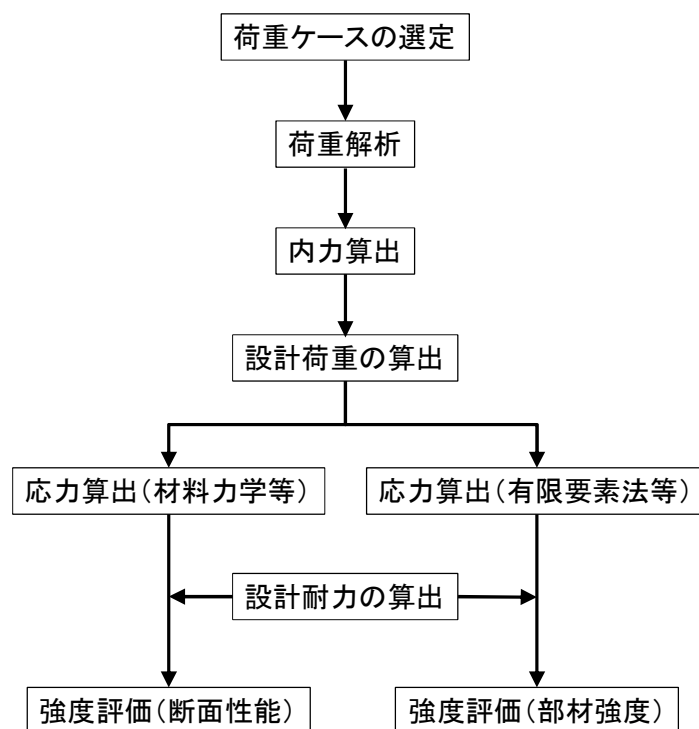 荷重ケースの選定
荷重解析
内力算出
設計荷重の算出
応力算出(材料力学等)
応力算出(有限要素法等)
設計耐力の算出
強度評価(断面性能)
強度評価(部材強度)